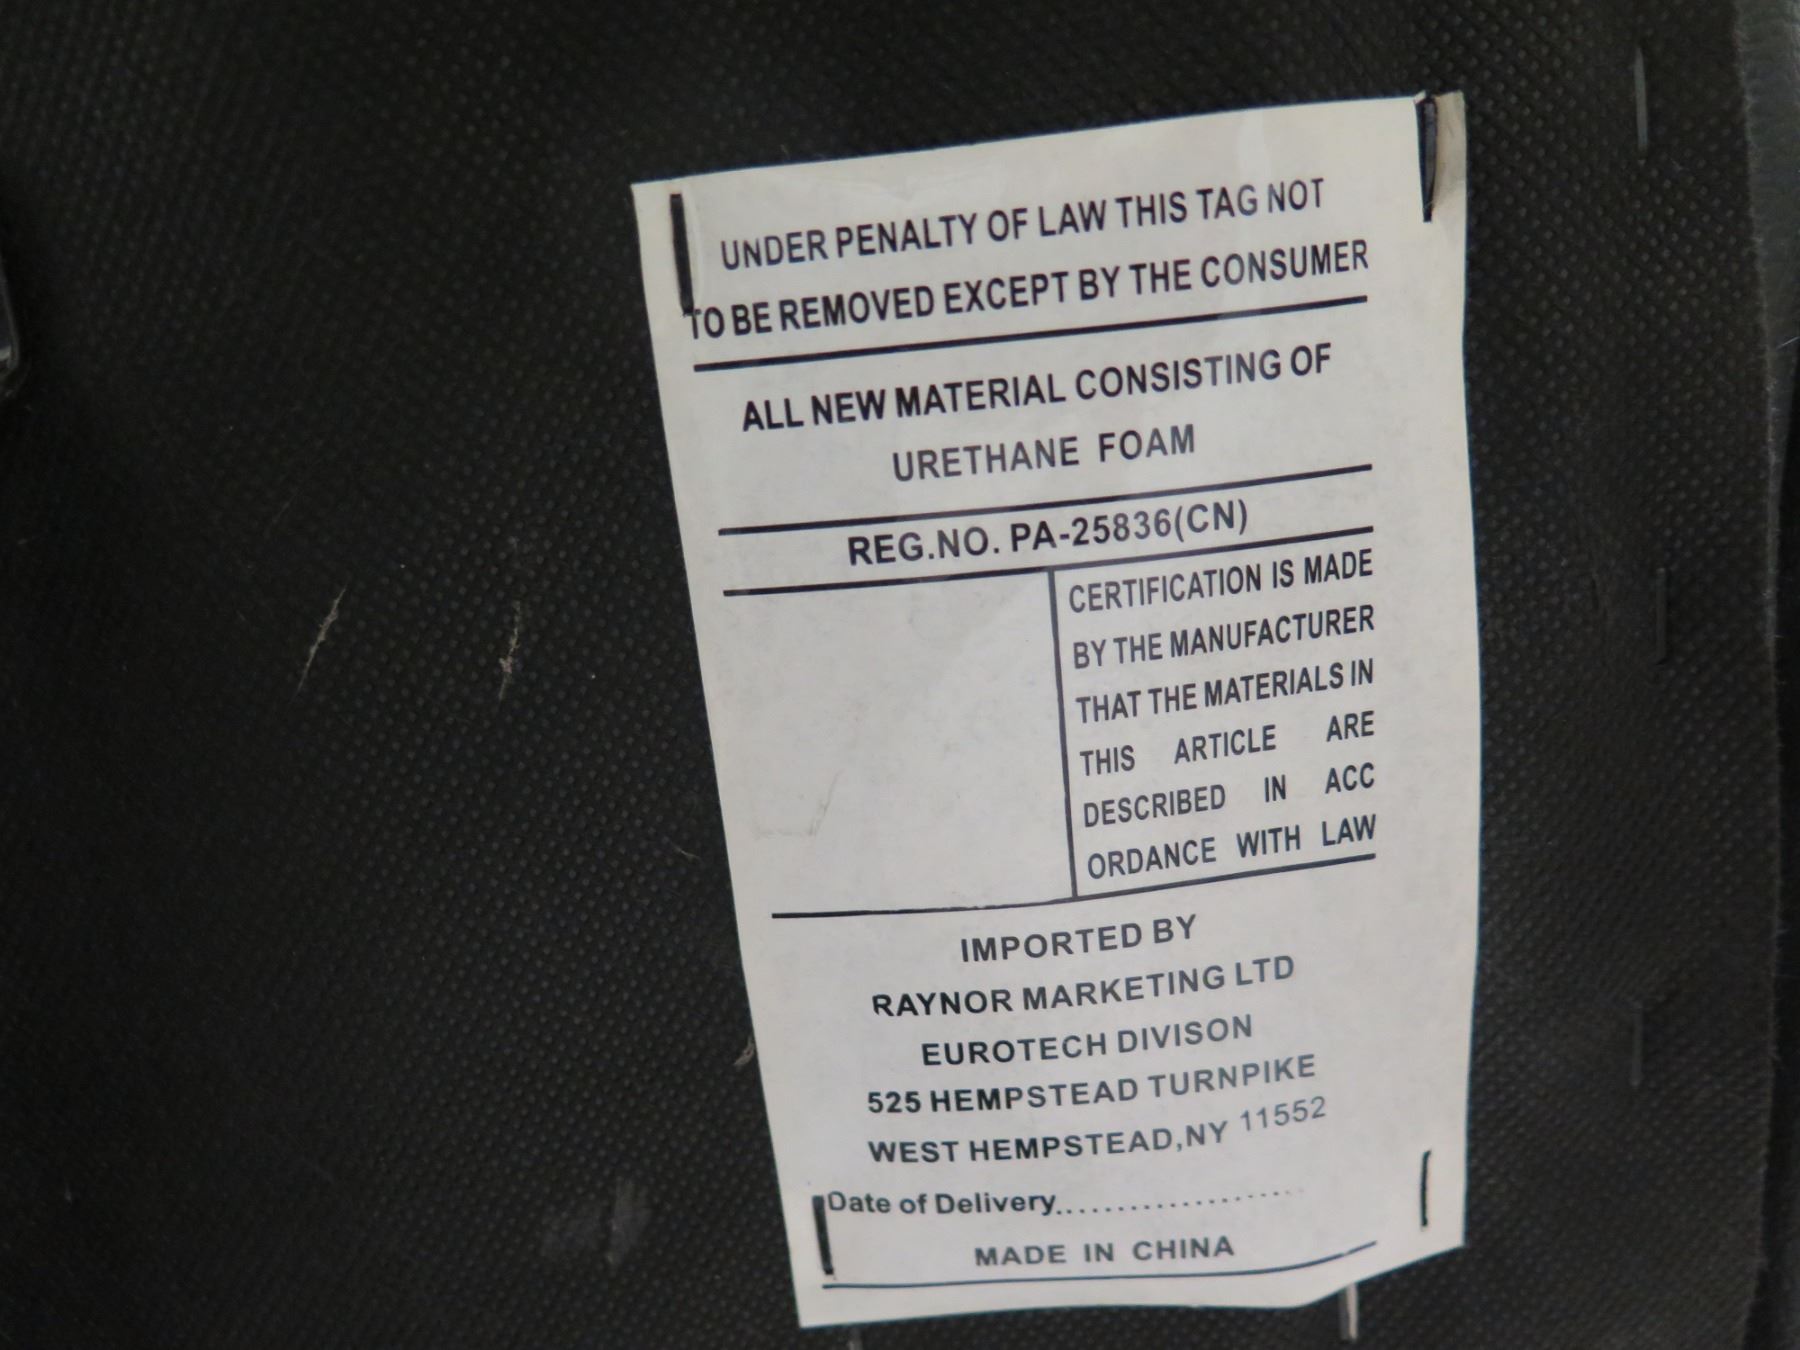 UNDER PENALTY OF LAW THIS TAG NOT
TO BE REMOVED EXCEPT BY THE CONSUMER
ALL NEW MATERIAL CONSISTING OF
URETHANE FOAM
REG.NO. PA-25836(CN)
CERTIFICATION IS MADE
BY THE MANUFACTURER
THAT THE MATERIALS IN
THIS ARTICLE ARE
DESCRIBED IN ACC
ORDANCE WITH LAW
IMPORTED BY
RAYNOR MARKETING LTD
EUROTECH DIVISON
525 HEMPSTEAD TURNPIKE
WEST HEMPSTEAD,NY 11552
Date of Delivery....................
MADE IN CHINA